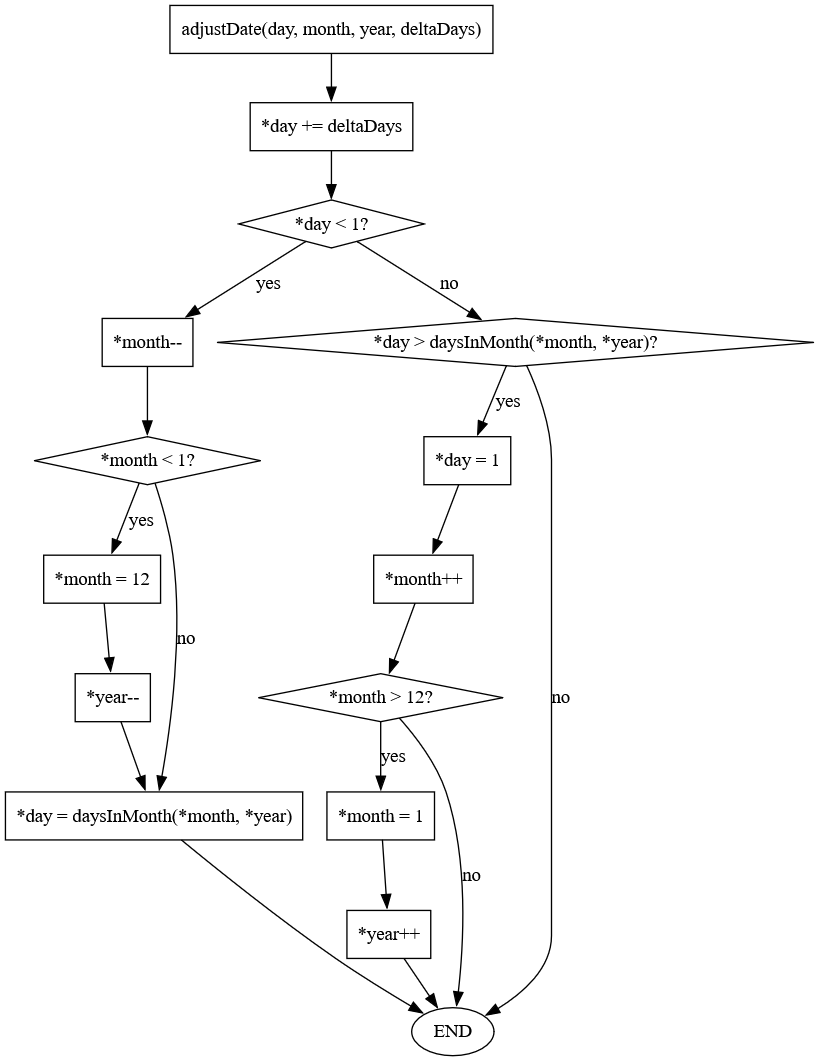 adjustDate(day, month, year, deltaDays)
*day += deltaDays
*day < 1?
yes
no
*month--
*day > daysInMonth(*month, *year)?
yes
*month < 1?
*day = 1
yes
*month = 12
*month++
no
*year--
*month > 12?
no
yes
*day = daysInMonth(*month, *year)
*month = 1
no
*year++
END